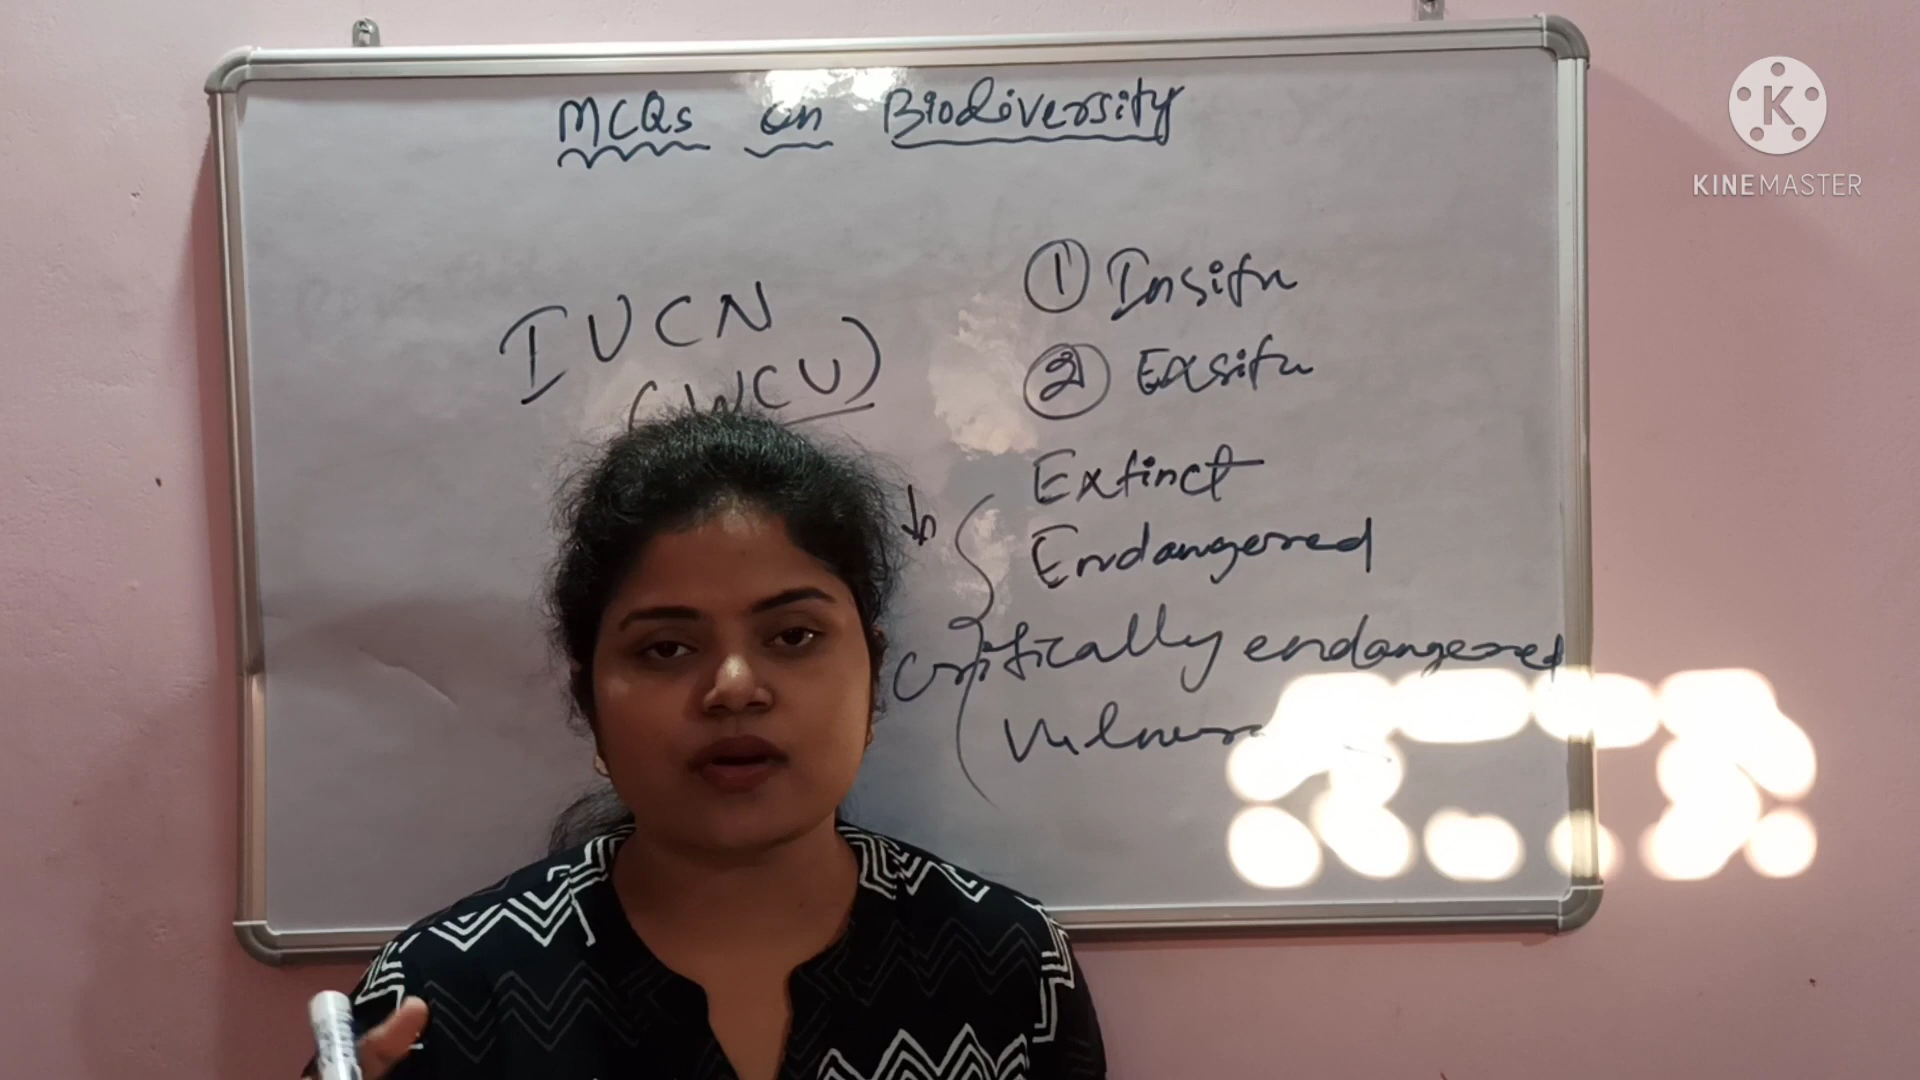 MCQs on Biodiversity
IUCN
(WCU)
① Insitu
② Exsitu
Extinct
Endangered
Critically endangered
K
KINEMASTER